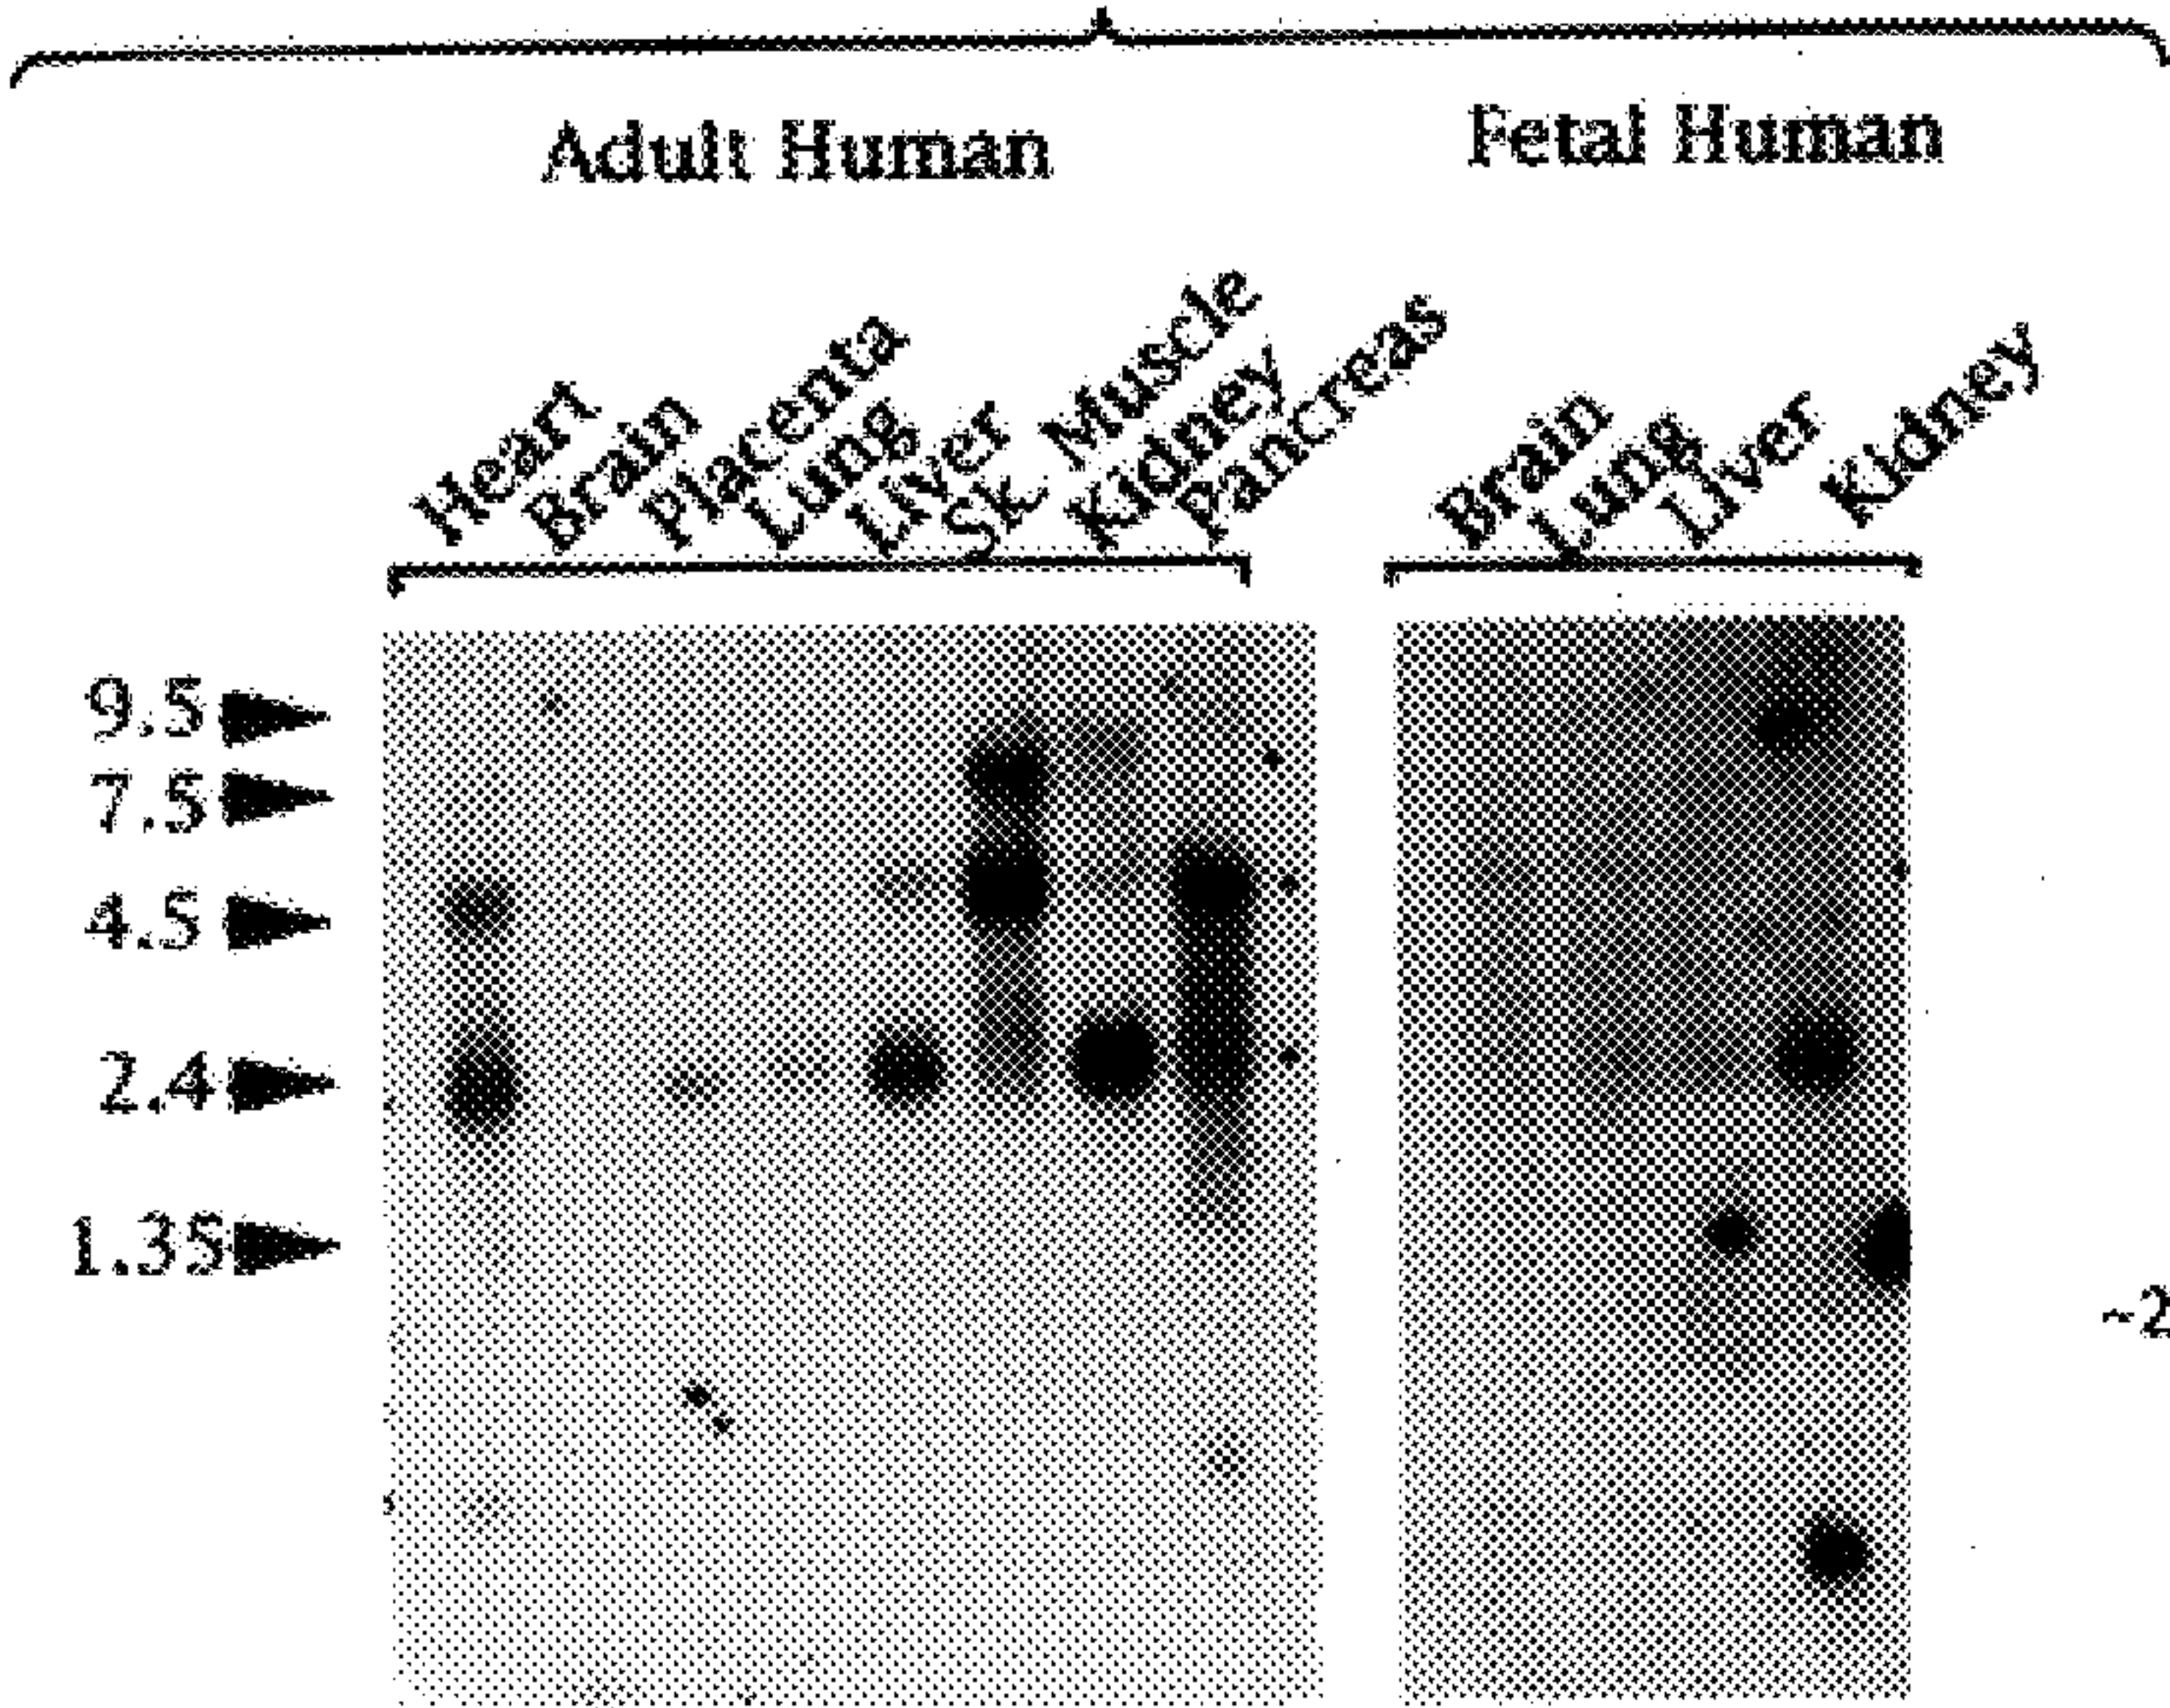 Adult Human
Fetal Human
Heart
Brain
Placenta
Lung
Liver
Sk. Muscle
Kidney
Pancreas
Brain
Lung
Liver
Kidney
9.5
7.5
4.5
2.4
1.35
~2